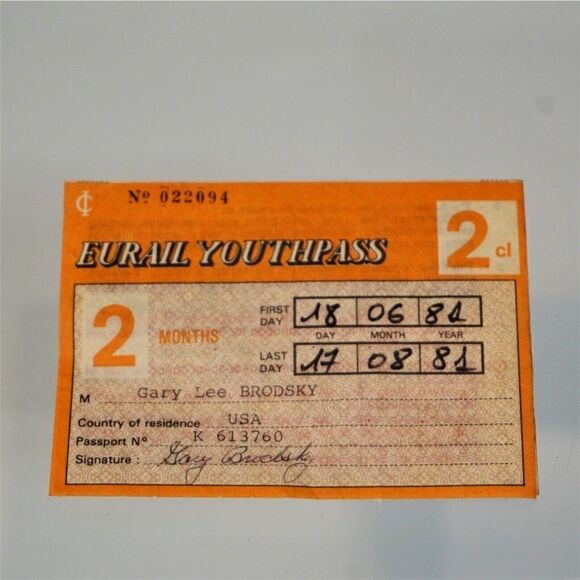 Nº 022094
EURAIL YOUTHPASS
2 cl
2 MONTHS
FIRST DAY 18 06 81
DAY MONTH YEAR
LAST DAY 17 08 81
M Gary Lee BRODSKY
Country of residence USA
Passport Nº K 613760
Signature : Gary Brodsky